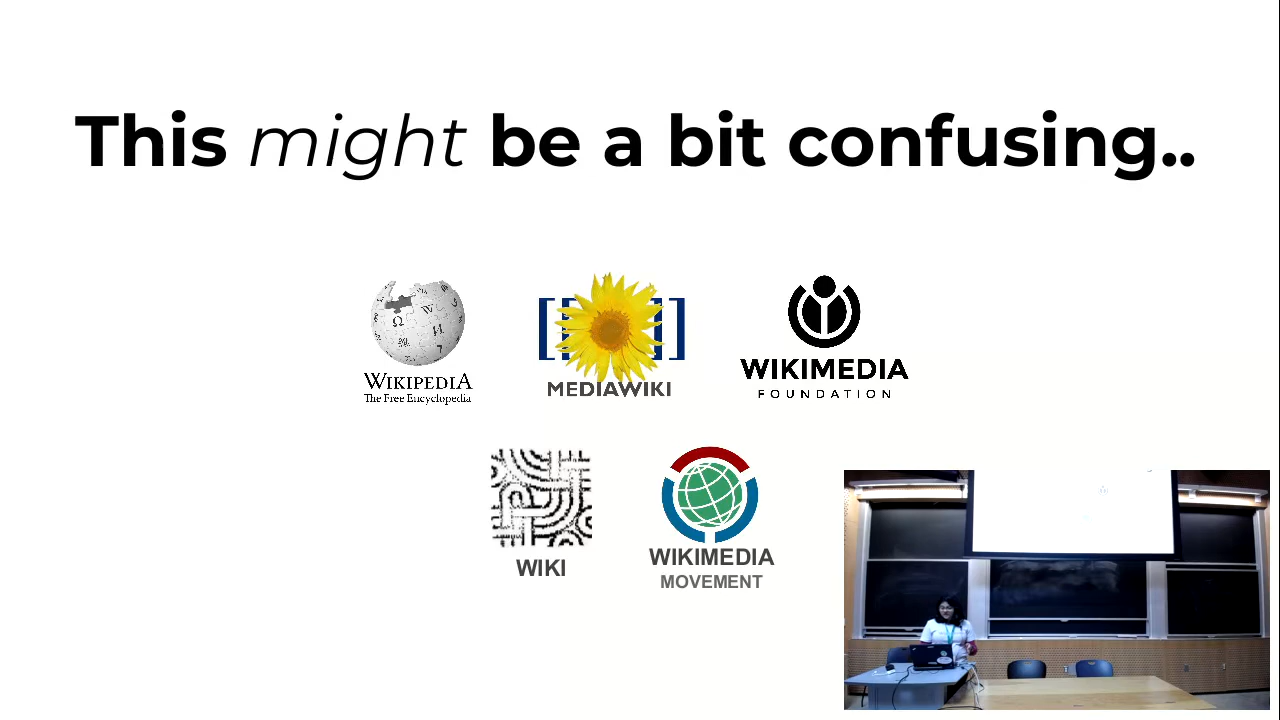 This might be a bit confusing..
WIKIPEDIA
The Free Encyclopedia
MEDIAWIKI
WIKIMEDIA
FOUNDATION
WIKI
WIKIMEDIA
MOVEMENT